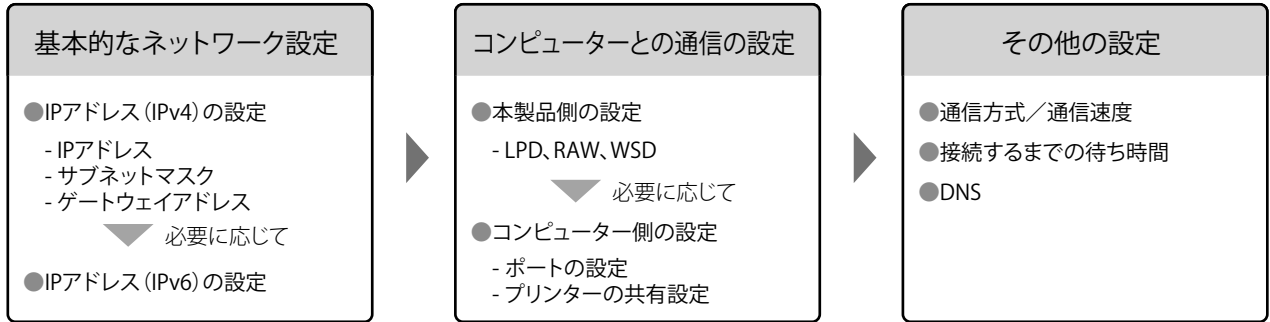 基本的なネットワーク設定
●IPアドレス（IPv4）の設定
- IPアドレス
- サブネットマスク
- ゲートウェイアドレス
必要に応じて
●IPアドレス（IPv6）の設定
コンピューターとの通信の設定
●本製品側の設定
- LPD、RAW、WSD
必要に応じて
●コンピューター側の設定
- ポートの設定
- プリンターの共有設定
その他の設定
●通信方式／通信速度
●接続するまでの待ち時間
●DNS